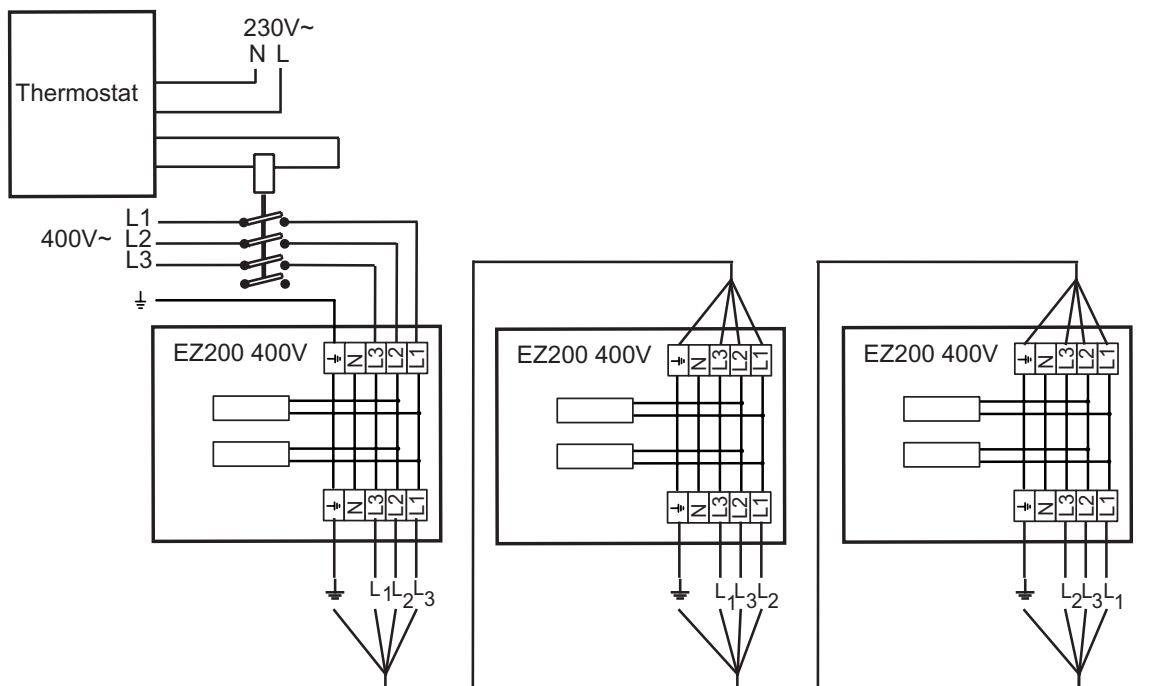 230V~
N L
Thermostat
L1
400V~ L2
L3
EZ200 400V
N L3 L2 L1
N L3 L2 L1
L1 L2 L3
EZ200 400V
N L3 L2 L1
N L3 L2 L1
L1 L3 L2
EZ200 400V
N L3 L2 L1
N L3 L2 L1
L2 L3 L1